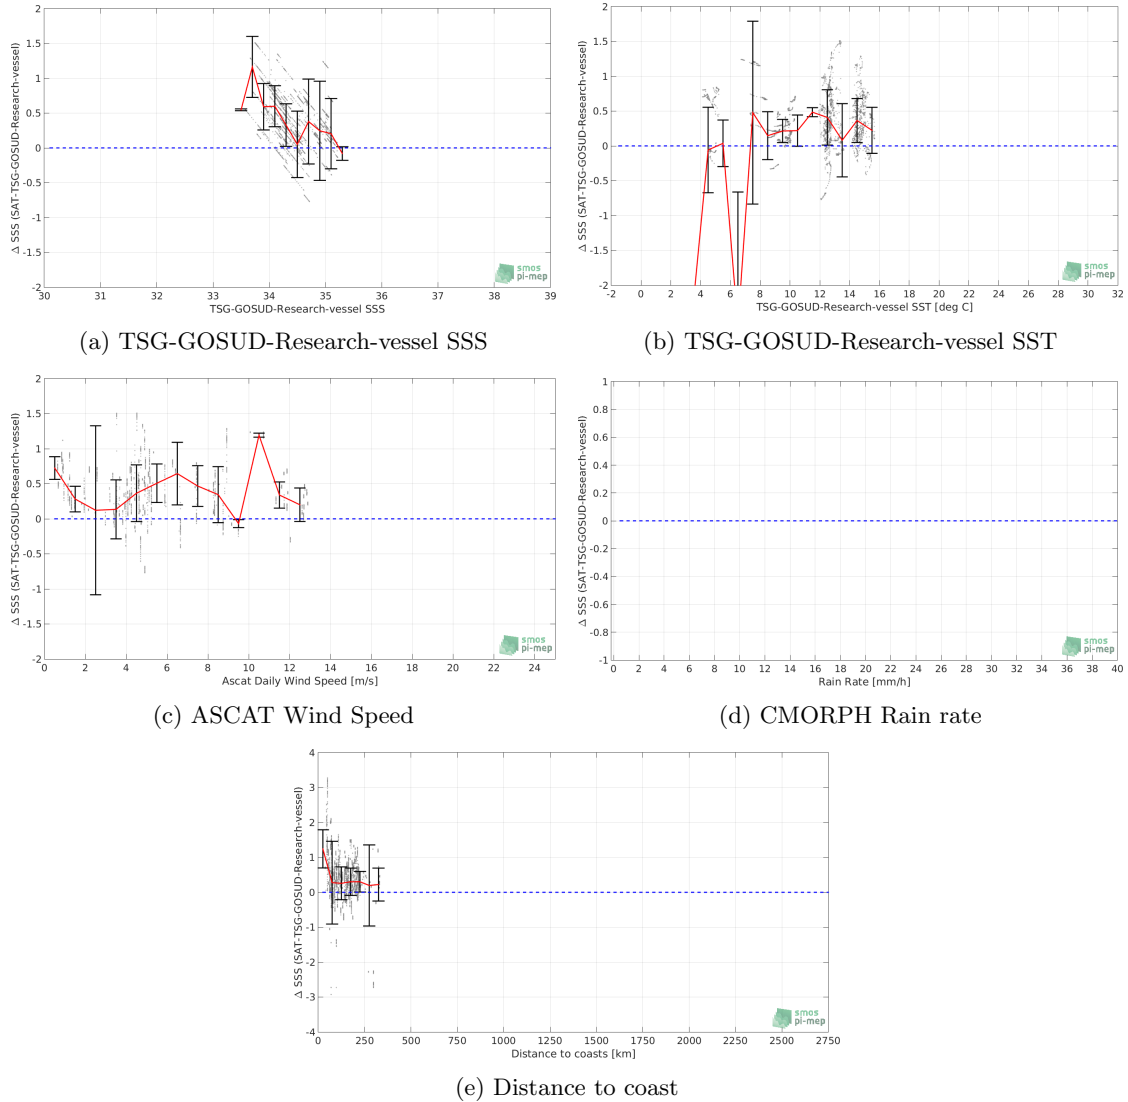 2
1.5
1
0.5
0
-0.5
-1
-1.5
-2
Δ SSS (SAT-TSG-GOSUD-Research-vessel)
30 31 32 33 34 35 36 37 38 39
TSG-GOSUD-Research-vessel SSS
smos
pi-mep
(a) TSG-GOSUD-Research-vessel SSS
2
1.5
1
0.5
0
-0.5
-1
-1.5
-2
Δ SSS (SAT-TSG-GOSUD-Research-vessel)
-2 0 2 4 6 8 10 12 14 16 18 20 22 24 26 28 30 32
TSG-GOSUD-Research-vessel SST [deg C]
smos
pi-mep
(b) TSG-GOSUD-Research-vessel SST
2
1.5
1
0.5
0
-0.5
-1
-1.5
-2
Δ SSS (SAT-TSG-GOSUD-Research-vessel)
0 2 4 6 8 10 12 14 16 18 20 22 24
Ascat Daily Wind Speed [m/s]
smos
pi-mep
(c) ASCAT Wind Speed
1
0.8
0.6
0.4
0.2
0
-0.2
-0.4
-0.6
-0.8
-1
Δ SSS (SAT-TSG-GOSUD-Research-vessel)
0 2 4 6 8 10 12 14 16 18 20 22 24 26 28 30 32 34 36 38 40
Rain Rate [mm/h]
smos
pi-mep
(d) CMORPH Rain rate
4
3
2
1
0
-1
-2
-3
-4
Δ SSS (SAT-TSG-GOSUD-Research-vessel)
0 250 500 750 1000 1250 1500 1750 2000 2250 2500 2750
Distance to coasts [km]
smos
pi-mep
(e) Distance to coast